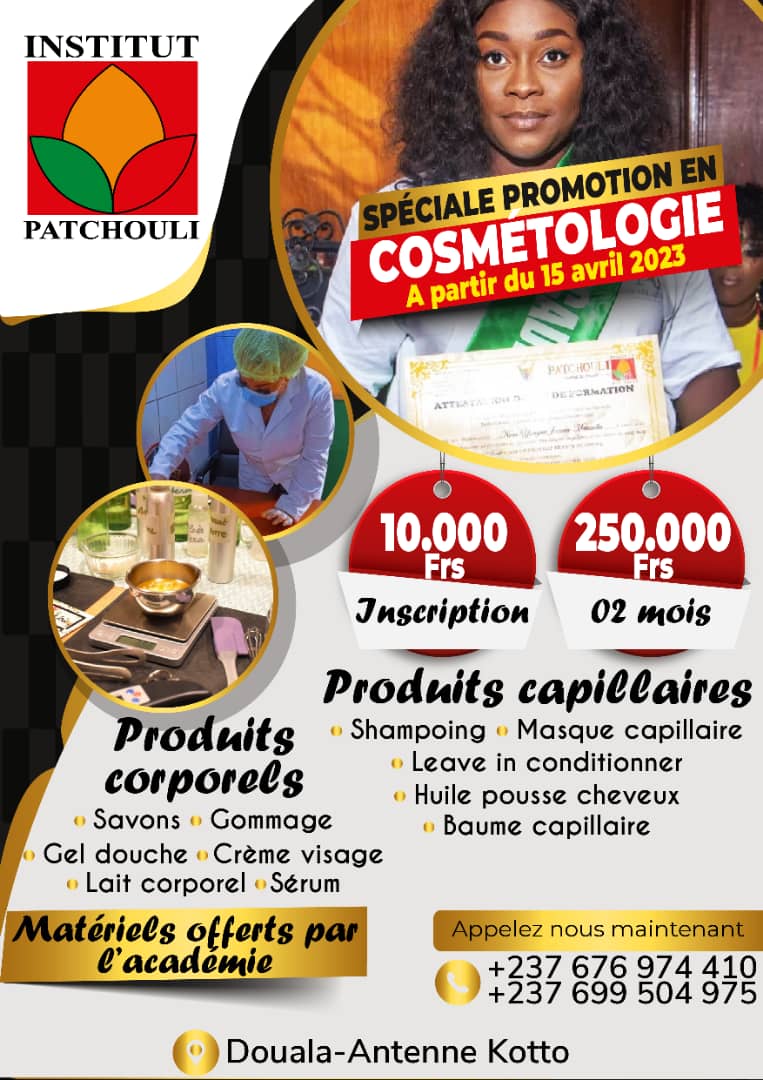 INSTITUT
PATCHOULI
SPÉCIALE PROMOTION EN
COSMÉTOLOGIE
A partir du 15 avril 2023
PATCHOULI
ATTESTATION DE FORMATION
10.000
Frs
Inscription
250.000
Frs
02 mois
Produits capillaires
Shampoing Masque capillaire
Leave in conditionner
Huile pousse cheveux
Baume capillaire
Produits
corporels
Savons Gommage
Gel douche Crème visage
Lait corporel Sérum
Matériels offerts par
l'académie
Appelez nous maintenant
+237 676 974 410
+237 699 504 975
Douala-Antenne Kotto